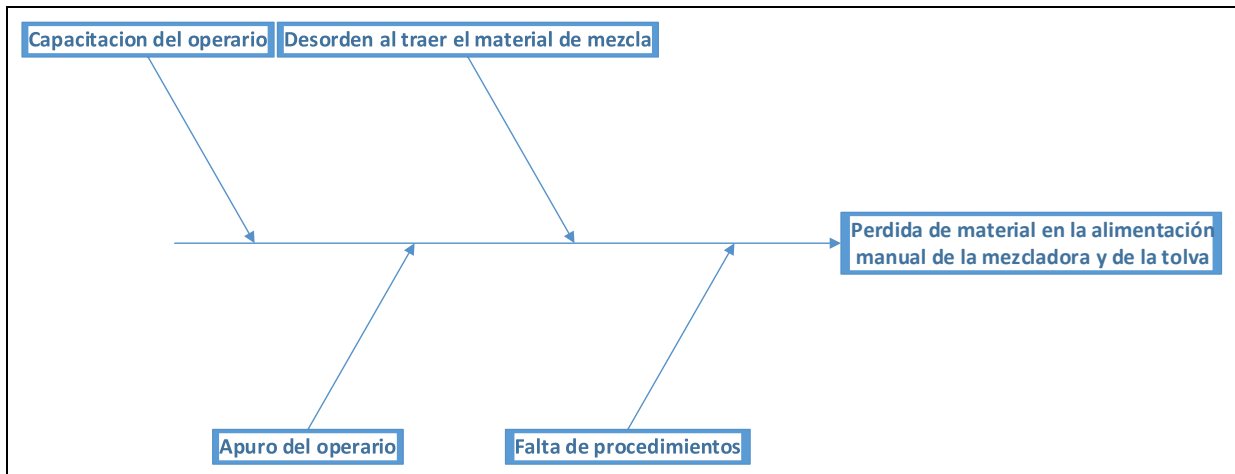 Capacitacion del operario
Desorden al traer el material de mezcla
Perdida de material en la alimentación
manual de la mezcladora y de la tolva
Apuro del operario
Falta de procedimientos